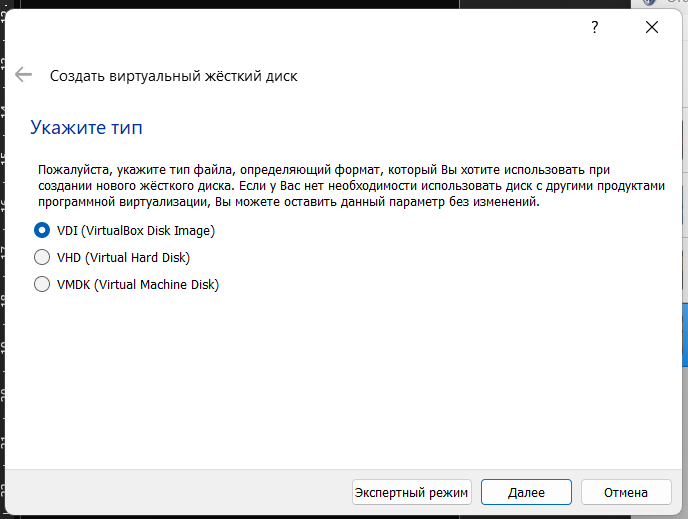 ?
Создать виртуальный жёсткий диск
Укажите тип
Пожалуйста, укажите тип файла, определяющий формат, который Вы хотите использовать при
создании нового жёсткого диска. Если у Вас нет необходимости использовать диск с другими продуктами
программной виртуализации, Вы можете оставить данный параметр без изменений.
VDI (VirtualBox Disk Image)
VHD (Virtual Hard Disk)
VMDK (Virtual Machine Disk)
Экспертный режим Далее Отмена